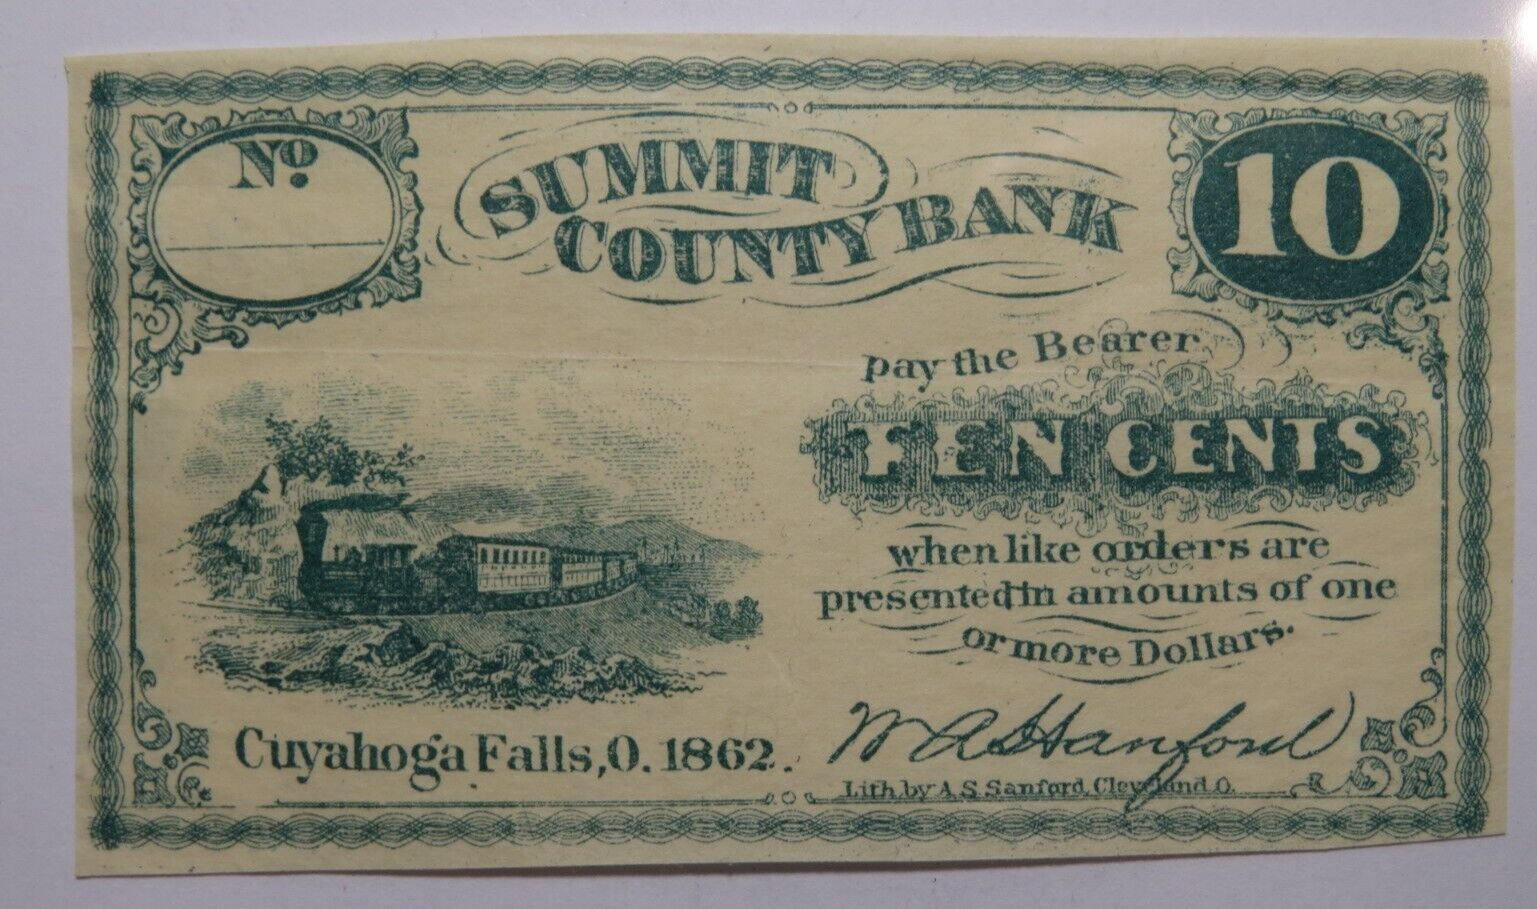 No.
SUMMIT
COUNTY BANK
10
pay the Bearer
TEN CENTS
when like orders are
presented in amounts of one
or more Dollars.
Cuyahoga Falls, O. 1862.
W A Hanford
Lith. by A. S. Sanford, Cleveland. O.